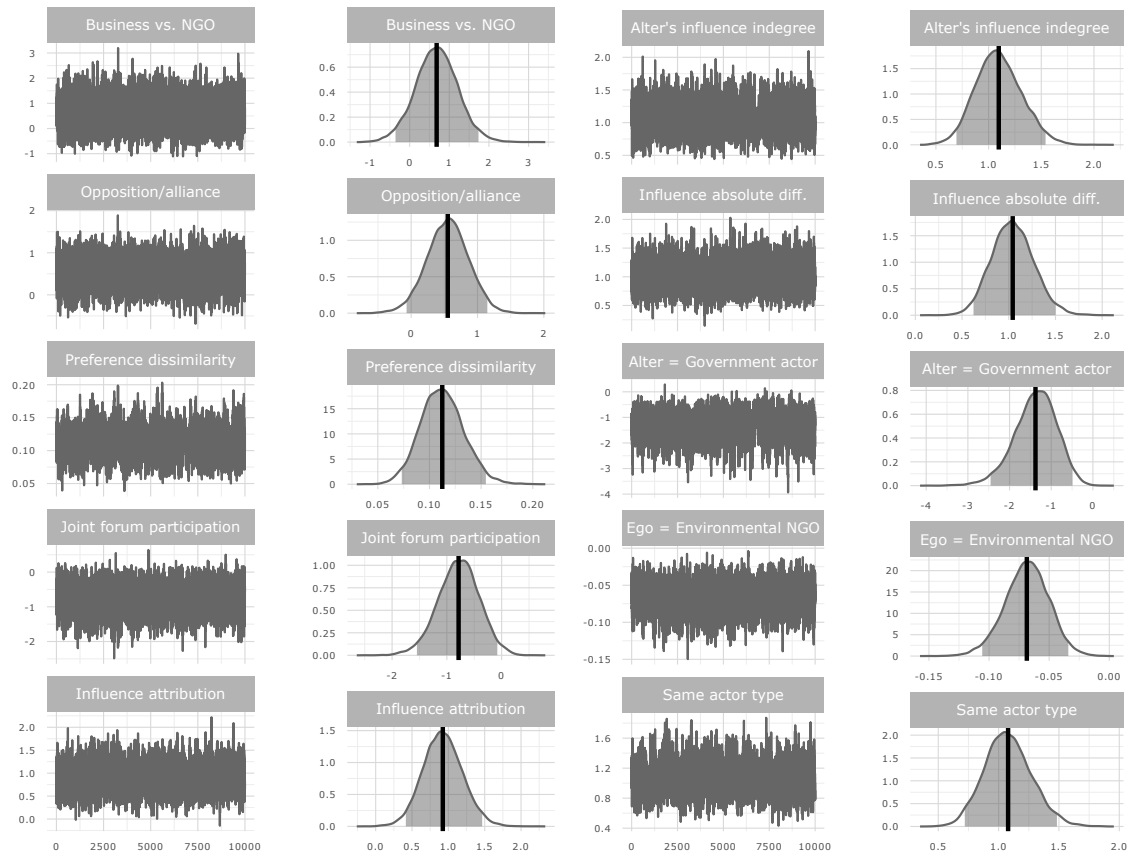 Business vs. NGO
3
2
1
0
-1
Opposition/alliance
2
1
0
Preference dissimilarity
0.20
0.15
0.10
0.05
Joint forum participation
0
-1
-2
Influence attribution
2.0
1.5
1.0
0.5
0.0
0 2500 5000 7500 10000
Business vs. NGO
0.6
0.4
0.2
0.0
-1 0 1 2 3
Opposition/alliance
1.0
0.5
0.0
0 1 2
Preference dissimilarity
15
10
5
0
0.05 0.10 0.15 0.20
Joint forum participation
1.00
0.75
0.50
0.25
0.00
-2 -1 0
Influence attribution
1.5
1.0
0.5
0.0
0.0 0.5 1.0 1.5 2.0
Alter's influence indegree
2.0
1.5
1.0
0.5
Influence absolute diff.
2.0
1.5
1.0
0.5
Alter = Government actor
0
-1
-2
-3
-4
Ego = Environmental NGO
0.00
-0.05
-0.10
-0.15
Same actor type
1.6
1.2
0.8
0.4
0 2500 5000 7500 10000
Alter's influence indegree
1.5
1.0
0.5
0.0
0.5 1.0 1.5 2.0
Influence absolute diff.
1.5
1.0
0.5
0.0
0.0 0.5 1.0 1.5 2.0
Alter = Government actor
0.8
0.6
0.4
0.2
0.0
-4 -3 -2 -1 0
Ego = Environmental NGO
20
15
10
5
0
-0.15 -0.10 -0.05 0.00
Same actor type
2.0
1.5
1.0
0.5
0.0
0.5 1.0 1.5 2.0